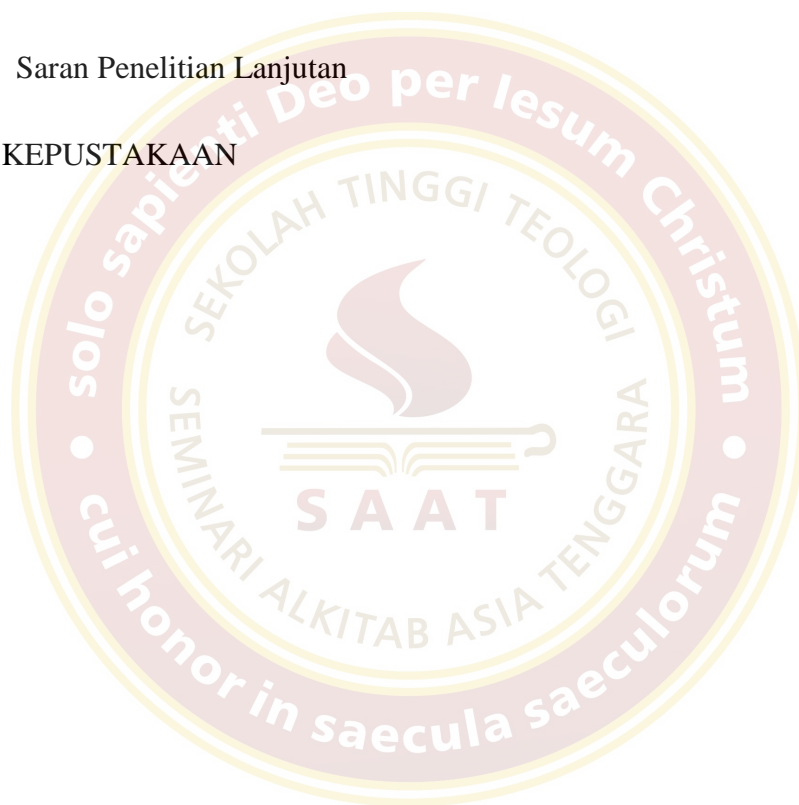 Saran Penelitian Lanjutan
KEPUSTAKAAN
solo sapienti Deo per Iesum Christum
SEKOLAH TINGGI TEOLOGI
SAAT
SEMINARI ALKITAB ASIA TENGGARA
cui honor in saecula saeculorum